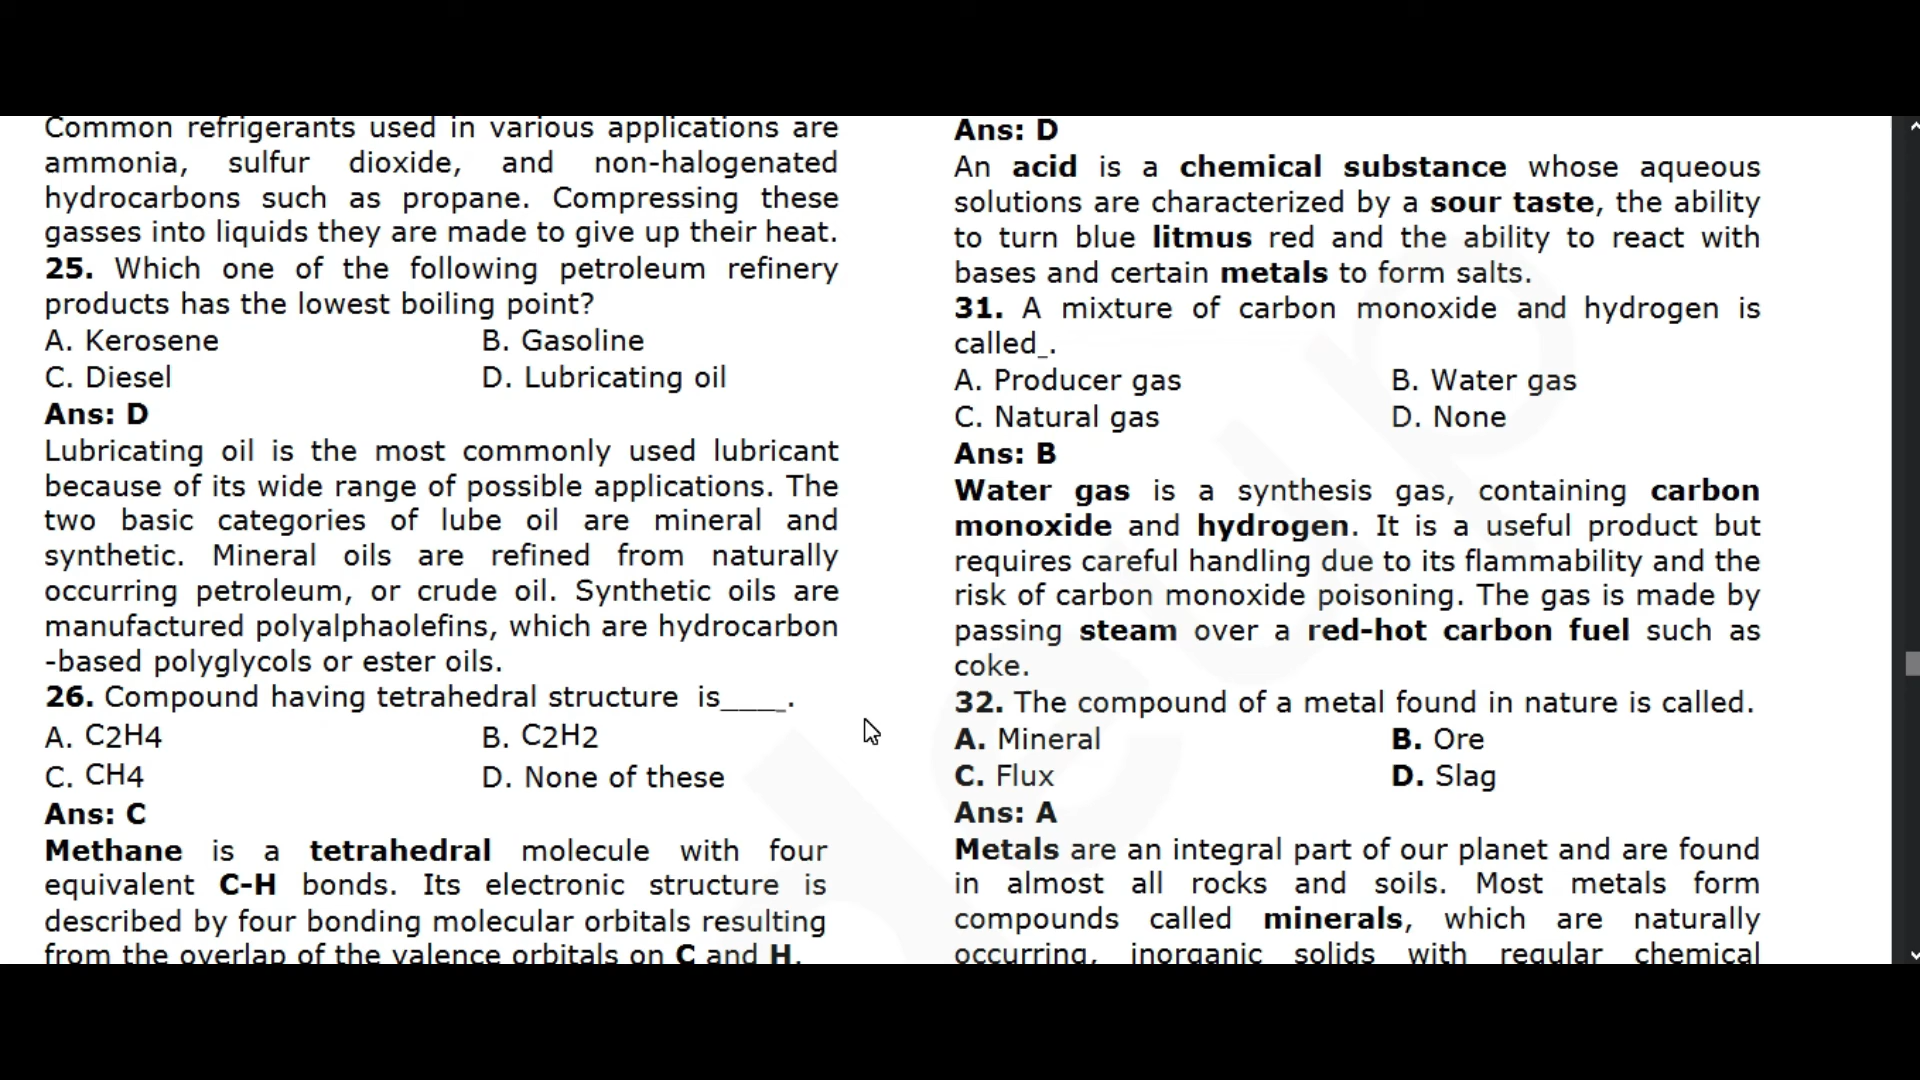 Common refrigerants used in various applications are
ammonia, sulfur dioxide, and non-halogenated
hydrocarbons such as propane. Compressing these
gasses into liquids they are made to give up their heat.
25. Which one of the following petroleum refinery
products has the lowest boiling point?
A. Kerosene B. Gasoline
C. Diesel D. Lubricating oil
Ans: D
Lubricating oil is the most commonly used lubricant
because of its wide range of possible applications. The
two basic categories of lube oil are mineral and
synthetic. Mineral oils are refined from naturally
occurring petroleum, or crude oil. Synthetic oils are
manufactured polyalphaolefins, which are hydrocarbon
-based polyglycols or ester oils.
26. Compound having tetrahedral structure is____.
A. C2H4 B. C2H2
C. CH4 D. None of these
Ans: C
Methane is a tetrahedral molecule with four
equivalent C-H bonds. Its electronic structure is
described by four bonding molecular orbitals resulting
from the overlap of the valence orbitals on C and H.
Ans: D
An acid is a chemical substance whose aqueous
solutions are characterized by a sour taste, the ability
to turn blue litmus red and the ability to react with
bases and certain metals to form salts.
31. A mixture of carbon monoxide and hydrogen is
called_.
A. Producer gas B. Water gas
C. Natural gas D. None
Ans: B
Water gas is a synthesis gas, containing carbon
monoxide and hydrogen. It is a useful product but
requires careful handling due to its flammability and the
risk of carbon monoxide poisoning. The gas is made by
passing steam over a red-hot carbon fuel such as
coke.
32. The compound of a metal found in nature is called.
A. Mineral B. Ore
C. Flux D. Slag
Ans: A
Metals are an integral part of our planet and are found
in almost all rocks and soils. Most metals form
compounds called minerals, which are naturally
occurring, inorganic solids with regular chemical